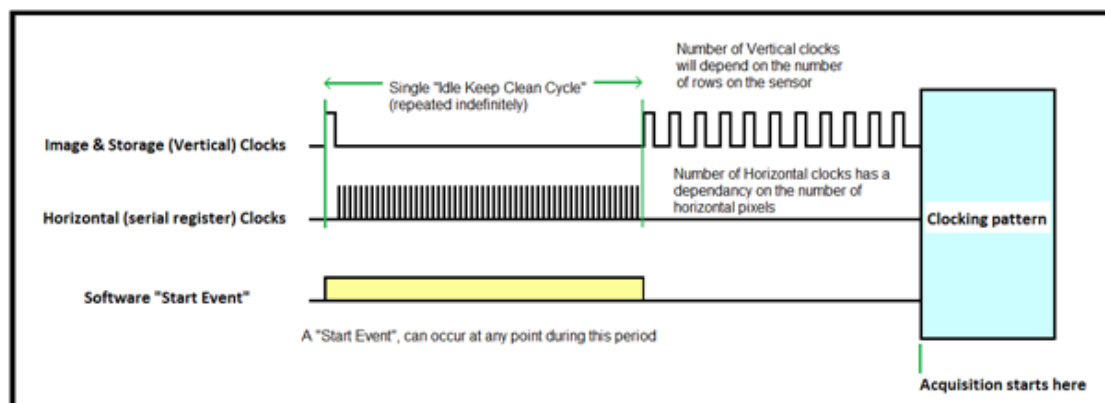 Number of Vertical clocks
will depend on the number
of rows on the sensor
Single "Idle Keep Clean Cycle"
(repeated indefinitely)
Image & Storage (Vertical) Clocks
Number of Horizontal clocks has a
dependancy on the number of
horizontal pixels
Horizontal (serial register) Clocks
Clocking pattern
Software "Start Event"
A "Start Event", can occur at any point during this period
Acquisition starts here